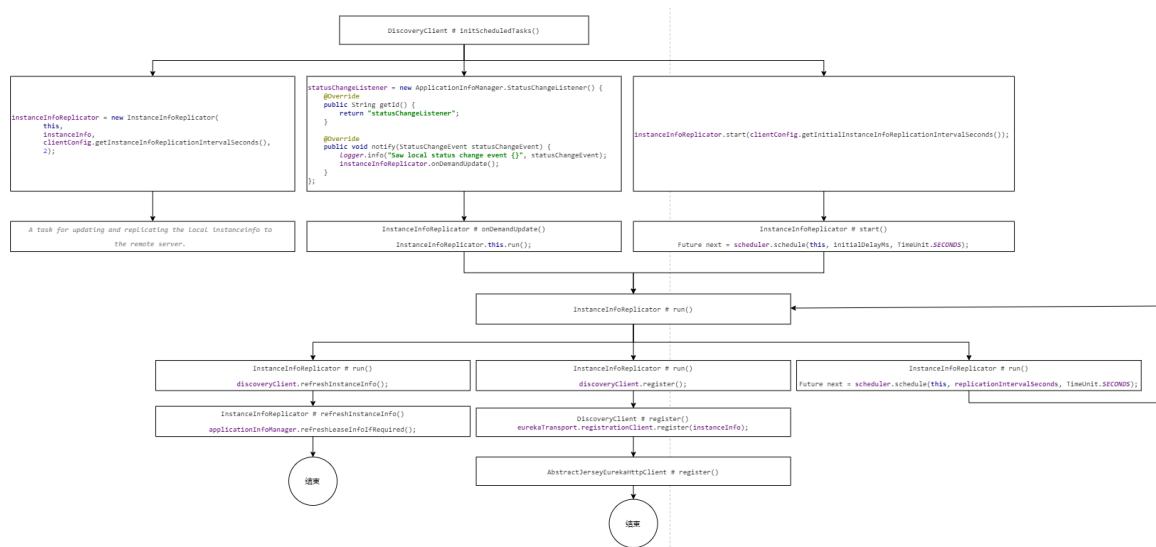 DiscoveryClient # initScheduledTasks()
instanceInfoReplicator = new InstanceInfoReplicator(
this,
instanceInfo,
clientConfig.getInstanceInfoReplicationIntervalSeconds(),
2);
statusChangeListener = new ApplicationInfoManager.StatusChangeListener() {
@Override
public String getId() {
return "statusChangeListener";
}
@Override
public void notify(StatusChangeEvent statusChangeEvent) {
logger.info("Saw local status change event {}", statusChangeEvent);
instanceInfoReplicator.onDemandUpdate();
}
};
instanceInfoReplicator.start(clientConfig.getInitialInstanceInfoReplicationIntervalSeconds());
A task for updating and replicating the local instanceinfo to
the remote server.
InstanceInfoReplicator # onDemandUpdate()
InstanceInfoReplicator.this.run();
InstanceInfoReplicator # start()
Future next = scheduler.schedule(this, initialDelayMs, TimeUnit.SECONDS);
InstanceInfoReplicator # run()
InstanceInfoReplicator # run()
discoveryClient.refreshInstanceInfo();
InstanceInfoReplicator # run()
discoveryClient.register();
InstanceInfoReplicator # run()
Future next = scheduler.schedule(this, replicationIntervalSeconds, TimeUnit.SECONDS);
InstanceInfoReplicator # refreshInstanceInfo()
applicationInfoManager.refreshLeaseInfoIfRequired();
DiscoveryClient # register()
eurekaTransport.registrationClient.register(instanceInfo);
结束
AbstractJerseyEurekaHttpClient # register()
结束